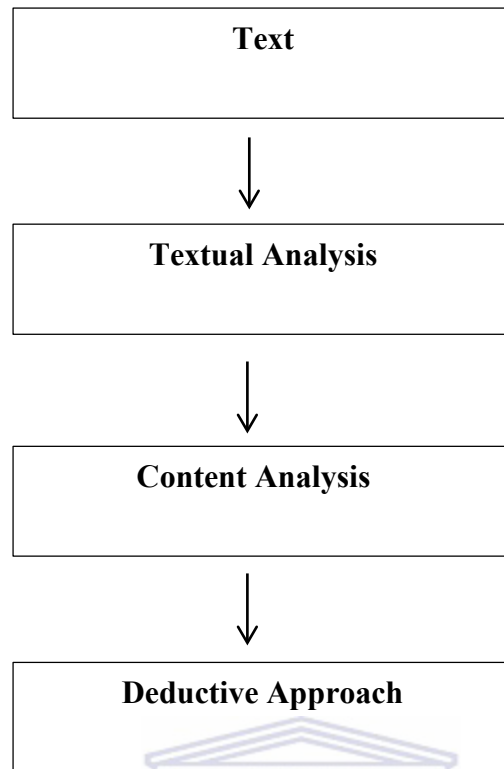 Text
Textual Analysis
Content Analysis
Deductive Approach